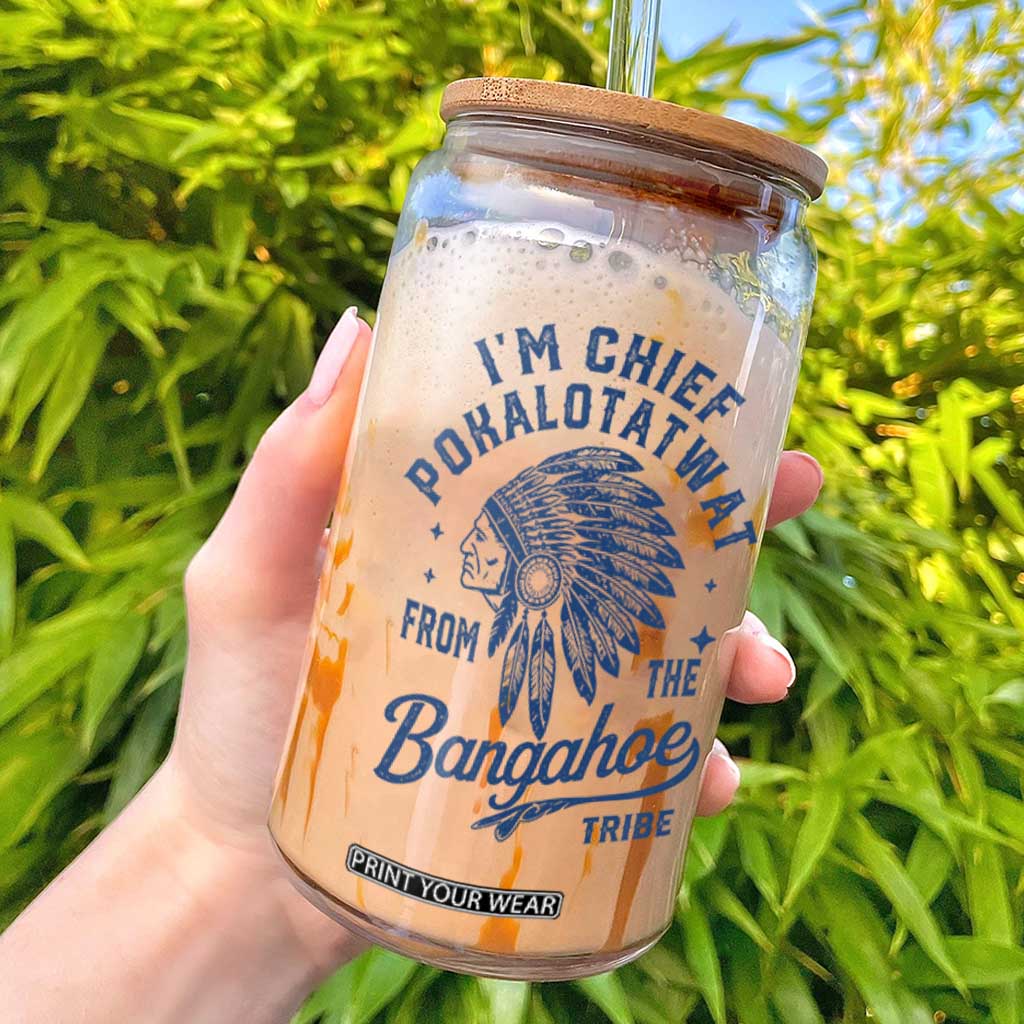 I'M CHIEF
POKALOTATWAT
FROM
THE
Bangahoe
TRIBE
PRINT YOUR WEAR